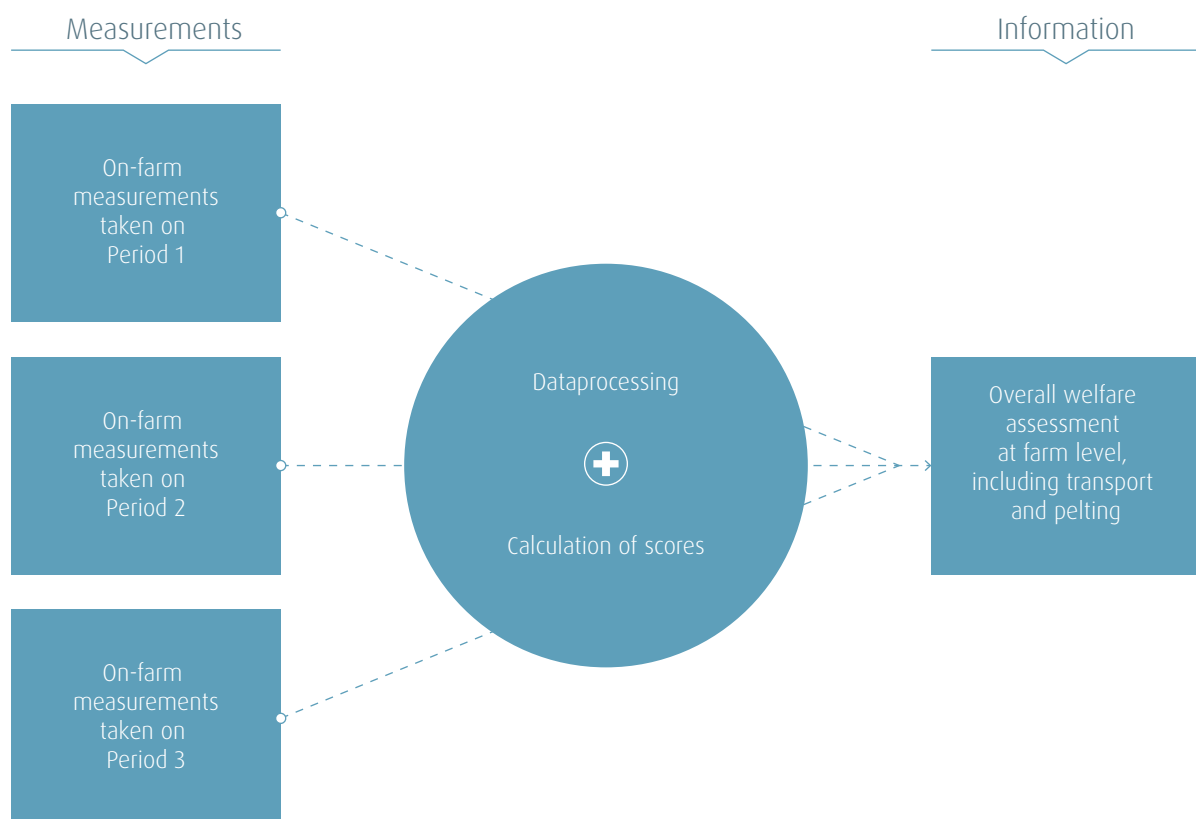 Measurements
Information
On-farm
measurements
taken on
Period 1
On-farm
measurements
taken on
Period 2
On-farm
measurements
taken on
Period 3
Dataprocessing
Calculation of scores
Overall welfare
assessment
at farm level,
including transport
and pelting